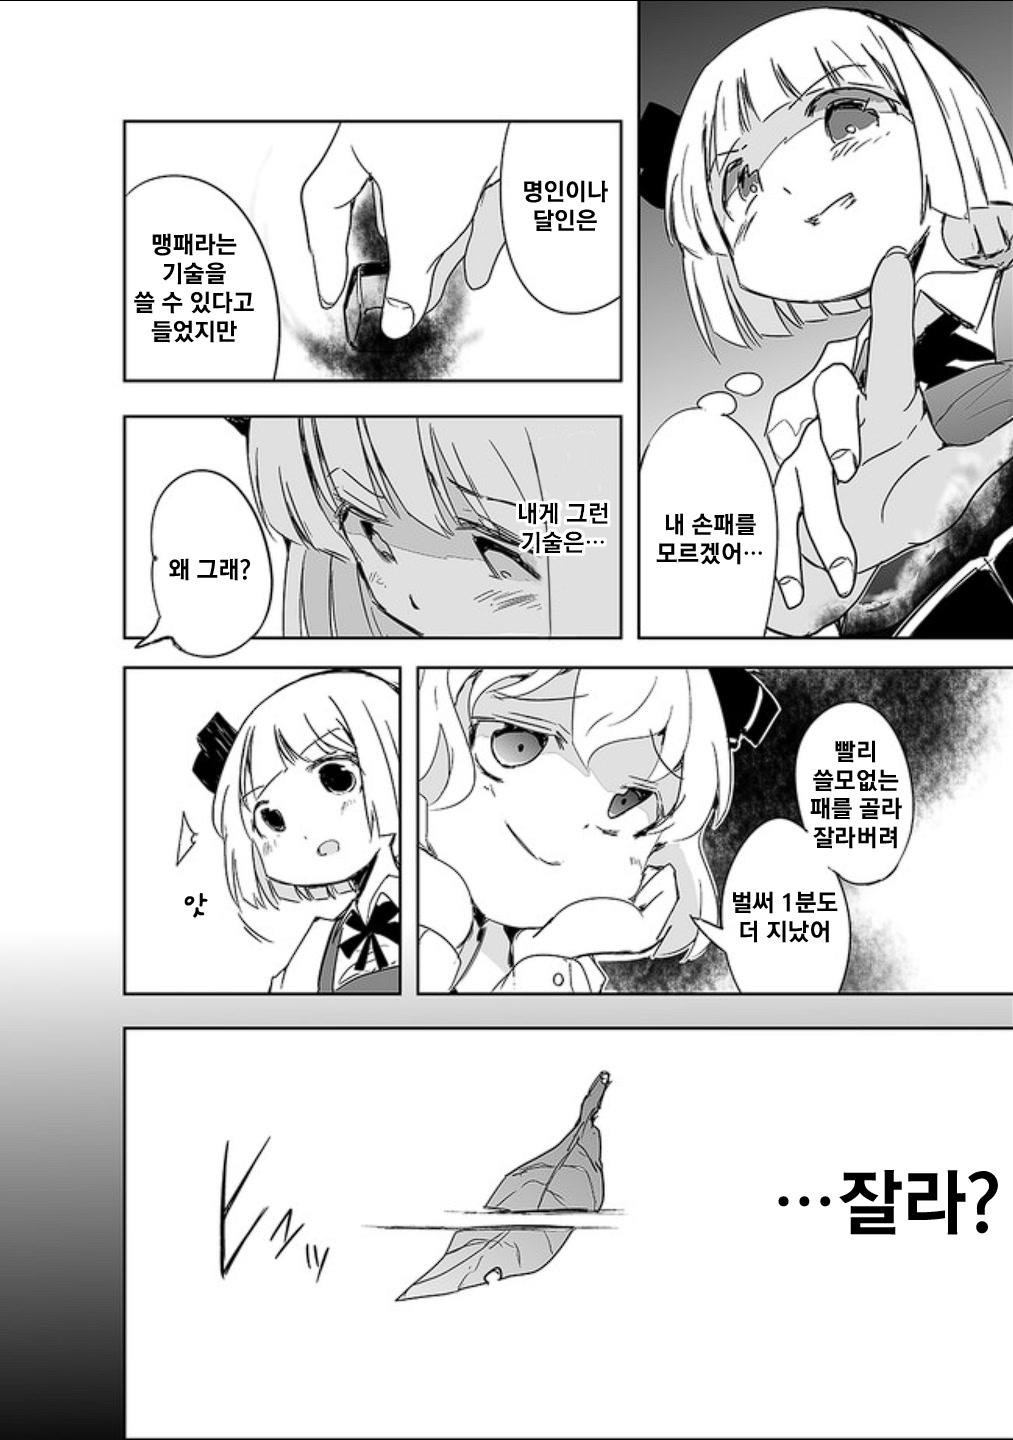 내 손패를
모르겠어…
명인이나
달인은
맹패라는
기술을
쓸 수 있다고
들었지만
내게 그런
기술은…
왜 그래?
빨리
쓸모없는
패를 골라
잘라버려
벌써 1분도
더 지났어
앗
…잘라?
ピッ